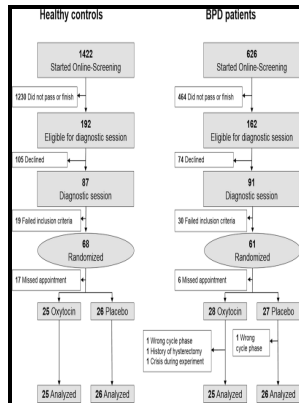 Healthy controls
1422
Started Online-Screening
1230 Did not pass or finish
192
Eligible for diagnostic session
105 Declined
87
Diagnostic session
19 Failed inclusion criteria
68
Randomized
17 Missed appointment
25 Oxytocin
26 Placebo
25 Analyzed
26 Analyzed
BPD patients
626
Started Online-Screening
464 Did not pass or finish
162
Eligible for diagnostic session
74 Declined
91
Diagnostic session
30 Failed inclusion criteria
61
Randomized
6 Missed appointment
28 Oxytocin
27 Placebo
1 Wrong cycle phase
1 History of hysterectomy
1 Crisis during experiment
1 Wrong
cycle phase
25 Analyzed
26 Analyzed